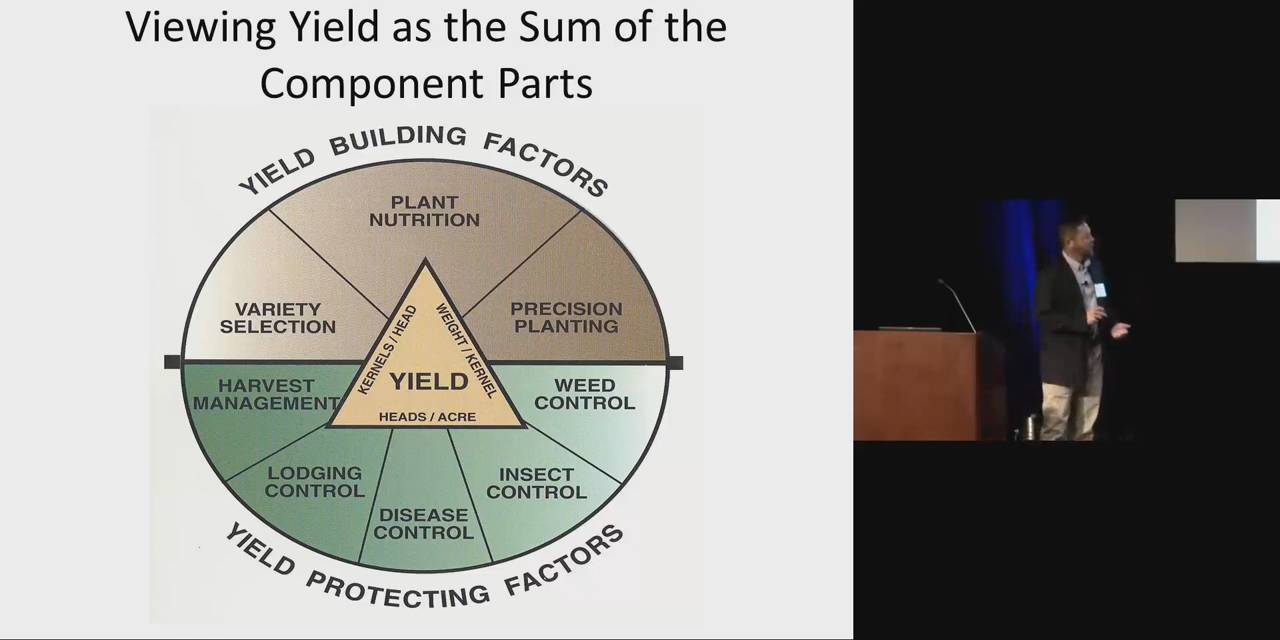 Viewing Yield as the Sum of the
Component Parts
YIELD BUILDING FACTORS
PLANT
NUTRITION
VARIETY
SELECTION
PRECISION
PLANTING
KERNELS / HEAD
WEIGHT / KERNEL
YIELD
HEADS / ACRE
HARVEST
MANAGEMENT
WEED
CONTROL
LODGING
CONTROL
INSECT
CONTROL
DISEASE
CONTROL
YIELD PROTECTING FACTORS